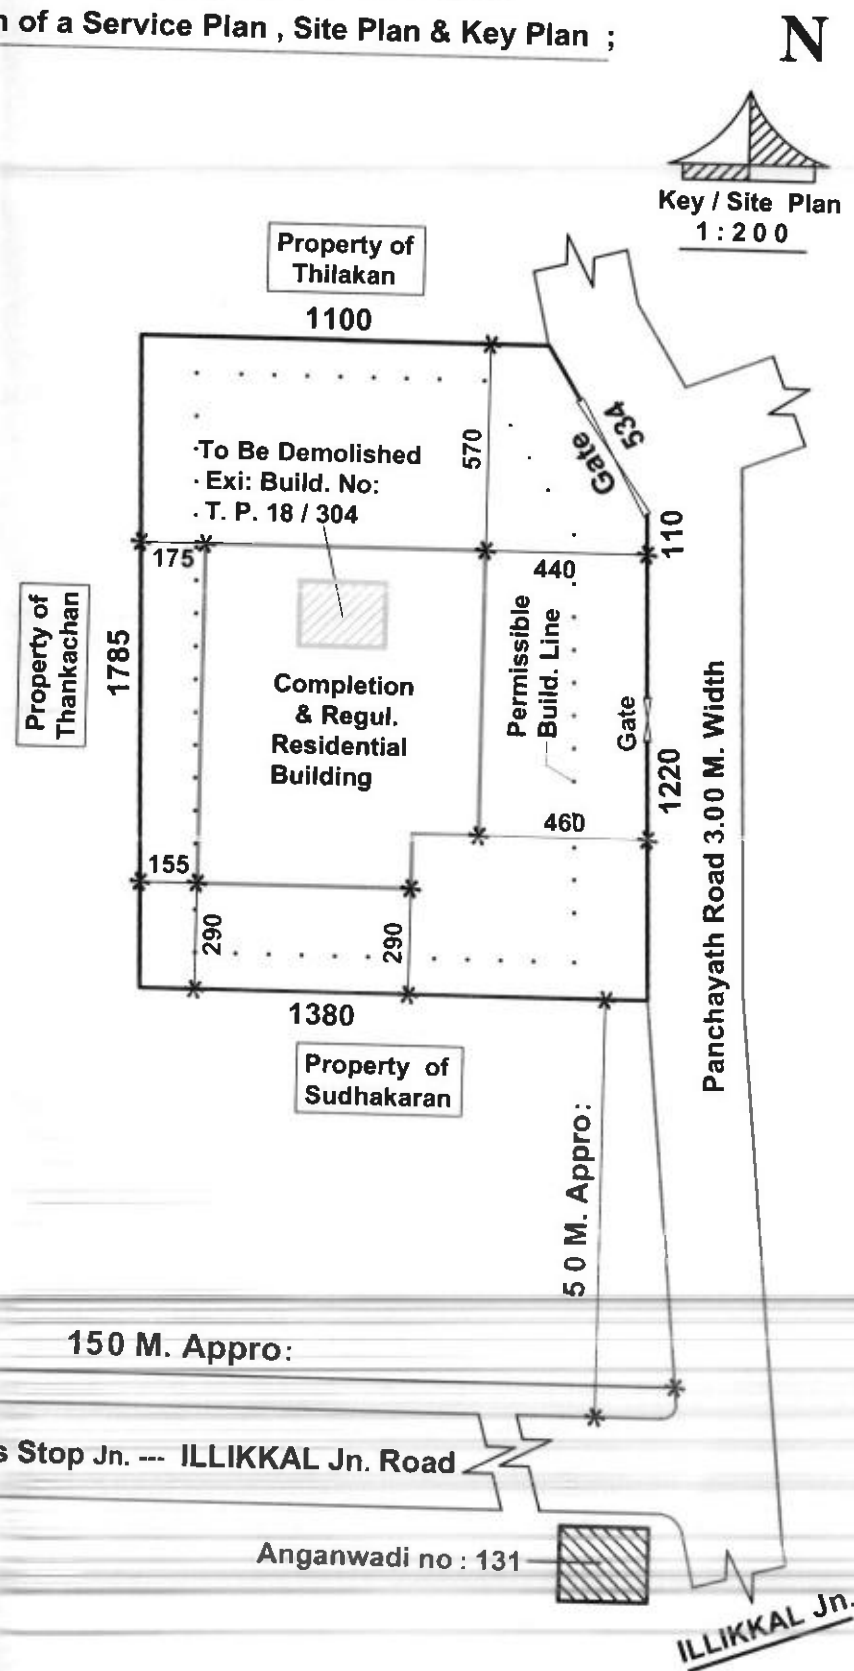 of a Service Plan , Site Plan & Key Plan ;
N
Key / Site Plan
1 : 2 0 0
Property of
Thilakan
1100
534
Gate
570
·To Be Demolished
· Exi: Build. No:
· T. P. 18 / 304
110
175
440
Property of
Thankachan
1785
Permissible
Build. Line
Completion
& Regul.
Residential
Building
Gate
1220
Panchayath Road 3.00 M. Width
460
155
290
290
1380
Property of
Sudhakaran
5 0 M. Appro:
150 M. Appro:
Stop Jn. --- ILLIKKAL Jn. Road
Anganwadi no : 131
ILLIKKAL Jn.